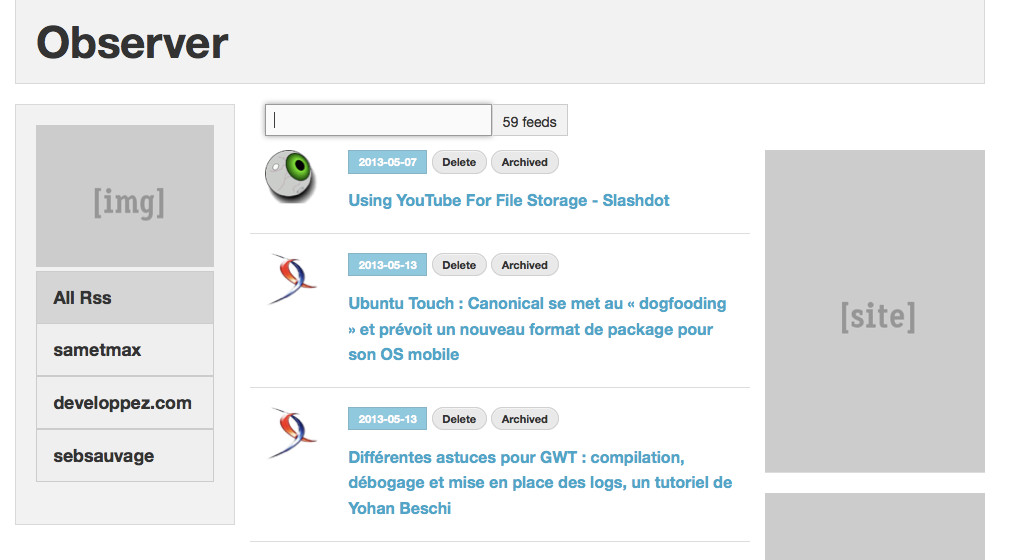 Observer
[img]
All Rss
sametmax
developpez.com
sebsauvage
59 feeds
2013-05-07 Delete Archived
Using YouTube For File Storage - Slashdot
2013-05-13 Delete Archived
Ubuntu Touch : Canonical se met au « dogfooding
» et prévoit un nouveau format de package pour
son OS mobile
2013-05-13 Delete Archived
Différentes astuces pour GWT : compilation,
débogage et mise en place des logs, un tutoriel de
Yohan Beschi
[site]